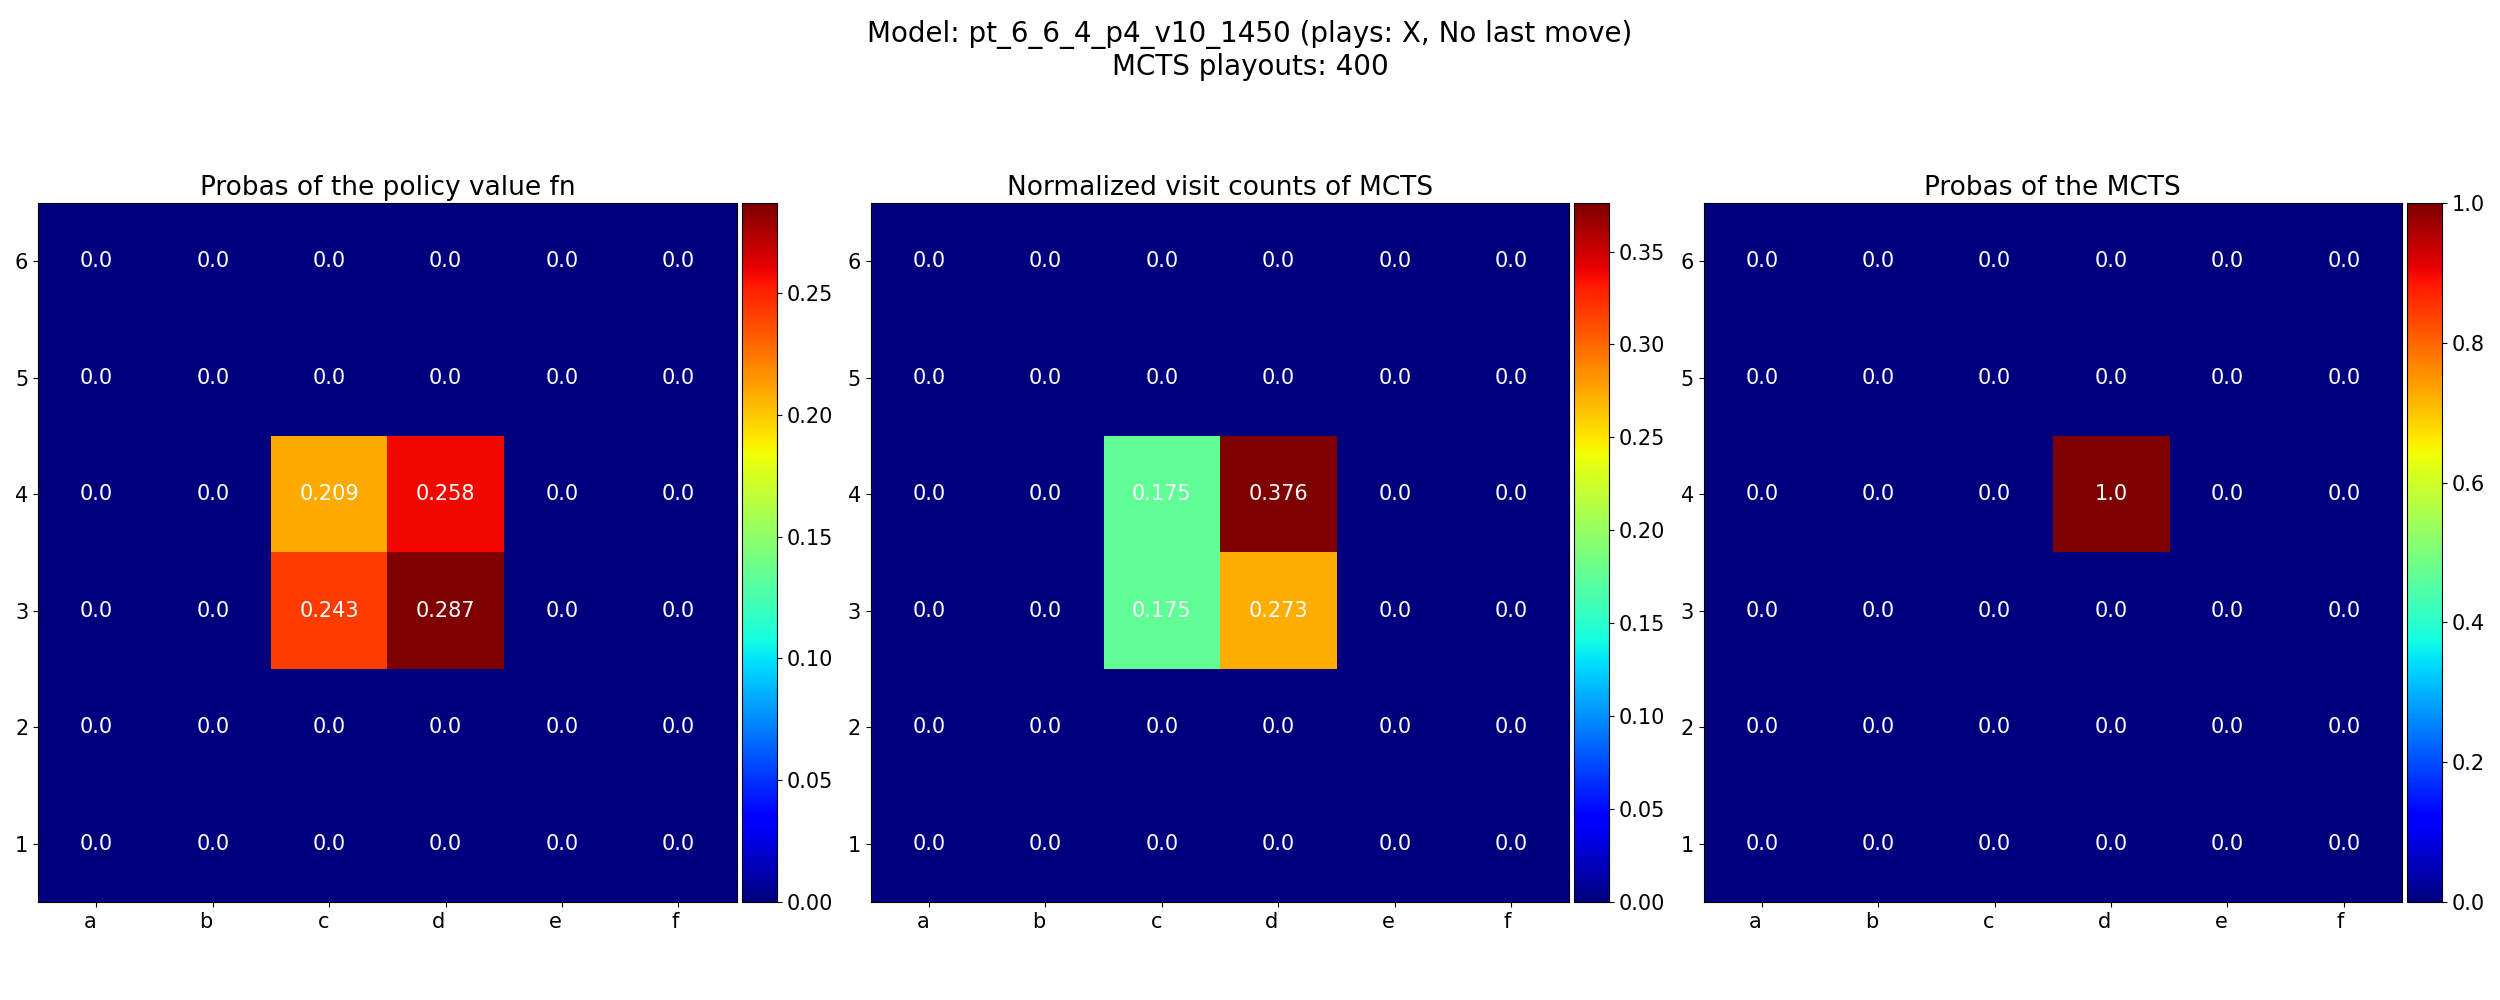 Model: pt_6_6_4_p4_v10_1450 (plays: X, No last move)
MCTS playouts: 400
Probas of the policy value fn
6 0.0 0.0 0.0 0.0 0.0 0.0
5 0.0 0.0 0.0 0.0 0.0 0.0
4 0.0 0.0 0.209 0.258 0.0 0.0
3 0.0 0.0 0.243 0.287 0.0 0.0
2 0.0 0.0 0.0 0.0 0.0 0.0
1 0.0 0.0 0.0 0.0 0.0 0.0
a b c d e f
0.25
0.20
0.15
0.10
0.05
0.00
Normalized visit counts of MCTS
6 0.0 0.0 0.0 0.0 0.0 0.0
5 0.0 0.0 0.0 0.0 0.0 0.0
4 0.0 0.0 0.175 0.376 0.0 0.0
3 0.0 0.0 0.175 0.273 0.0 0.0
2 0.0 0.0 0.0 0.0 0.0 0.0
1 0.0 0.0 0.0 0.0 0.0 0.0
a b c d e f
0.35
0.30
0.25
0.20
0.15
0.10
0.05
0.00
Probas of the MCTS
6 0.0 0.0 0.0 0.0 0.0 0.0
5 0.0 0.0 0.0 0.0 0.0 0.0
4 0.0 0.0 0.0 1.0 0.0 0.0
3 0.0 0.0 0.0 0.0 0.0 0.0
2 0.0 0.0 0.0 0.0 0.0 0.0
1 0.0 0.0 0.0 0.0 0.0 0.0
a b c d e f
1.0
0.8
0.6
0.4
0.2
0.0